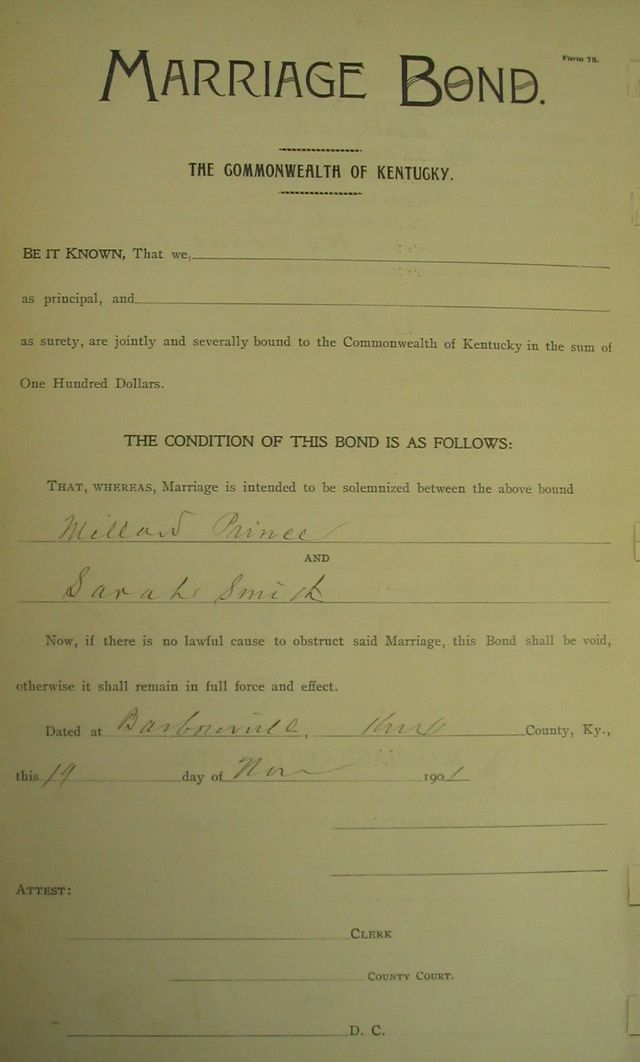 Form 73.
MARRIAGE BOND.
THE COMMONWEALTH OF KENTUCKY.
BE IT KNOWN, That we,
as principal, and
as surety, are jointly and severally bound to the Commonwealth of Kentucky in the sum of
One Hundred Dollars.
THE CONDITION OF THIS BOND IS AS FOLLOWS:
THAT, WHEREAS, Marriage is intended to be solemnized between the above bound
Millard Prince
AND
Sarah Smith
Now, if there is no lawful cause to obstruct said Marriage, this Bond shall be void,
otherwise it shall remain in full force and effect.
Dated at Barbourville, Knox County, Ky.,
this 19 day of Nov 1901
ATTEST:
CLERK
COUNTY COURT.
D. C.